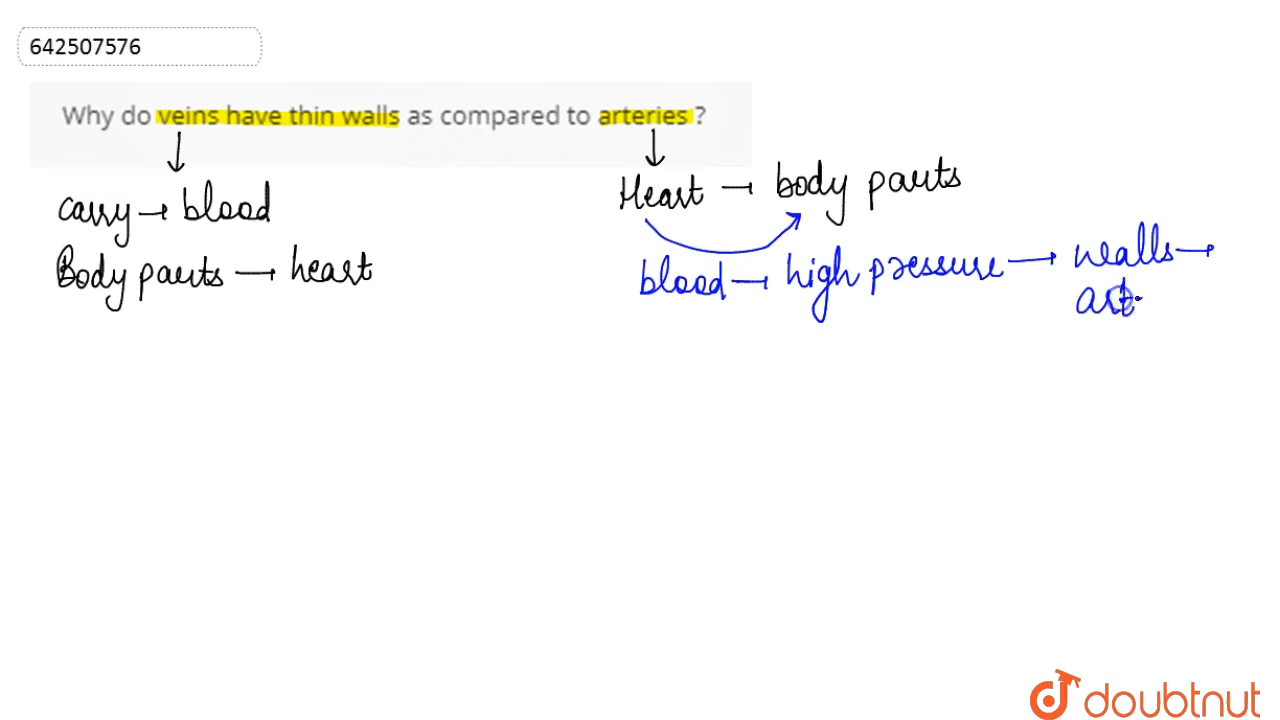 642507576
Why do veins have thin walls as compared to arteries ?
carry → blood
Body parts → heart
Heart → body parts
blood → high pressure → walls →
art
doubtnut